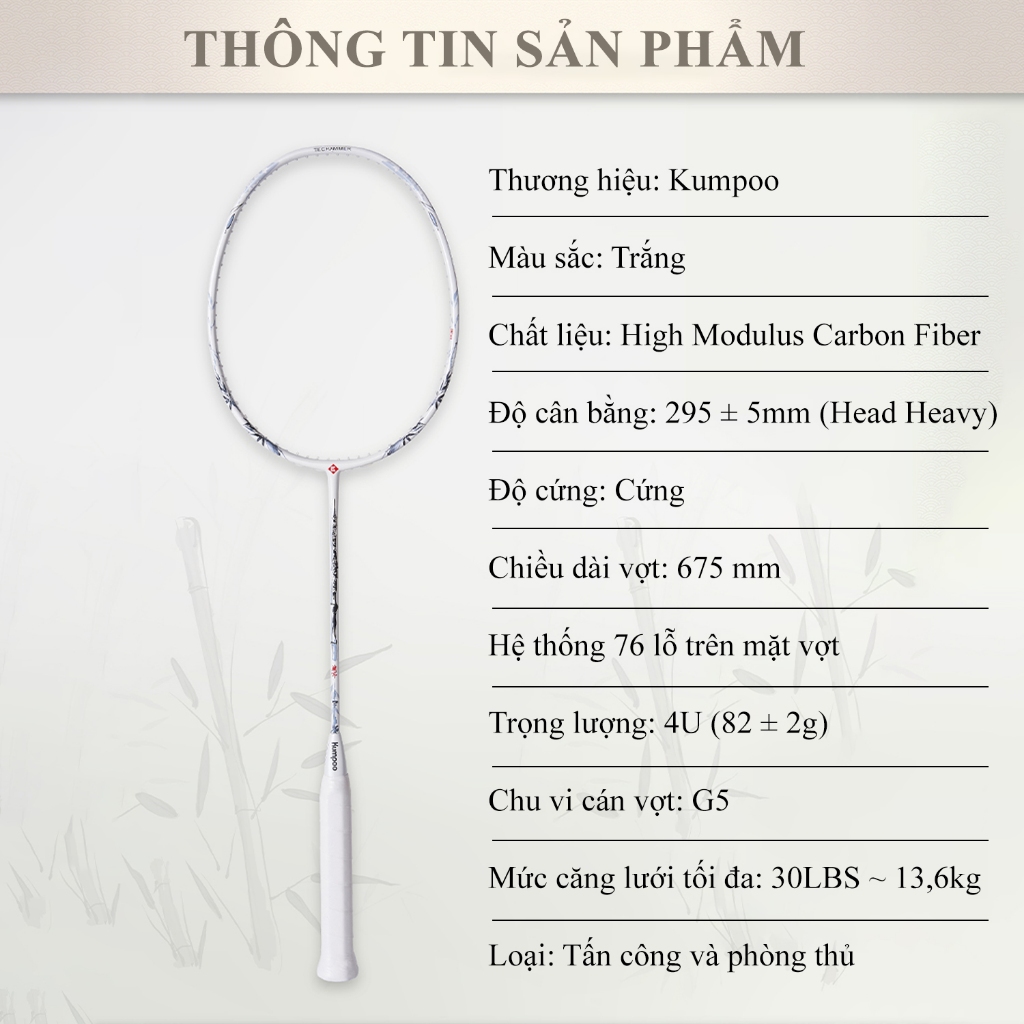 THÔNG TIN SẢN PHẨM
Thương hiệu: Kumpoo
Màu sắc: Trắng
Chất liệu: High Modulus Carbon Fiber
Độ cân bằng: 295 ± 5mm (Head Heavy)
Độ cứng: Cứng
Chiều dài vợt: 675 mm
Hệ thống 76 lỗ trên mặt vợt
Trọng lượng: 4U (82 ± 2g)
Chu vi cán vợt: G5
Mức căng lưới tối đa: 30LBS ~ 13,6kg
Loại: Tấn công và phòng thủ
Kumpoo